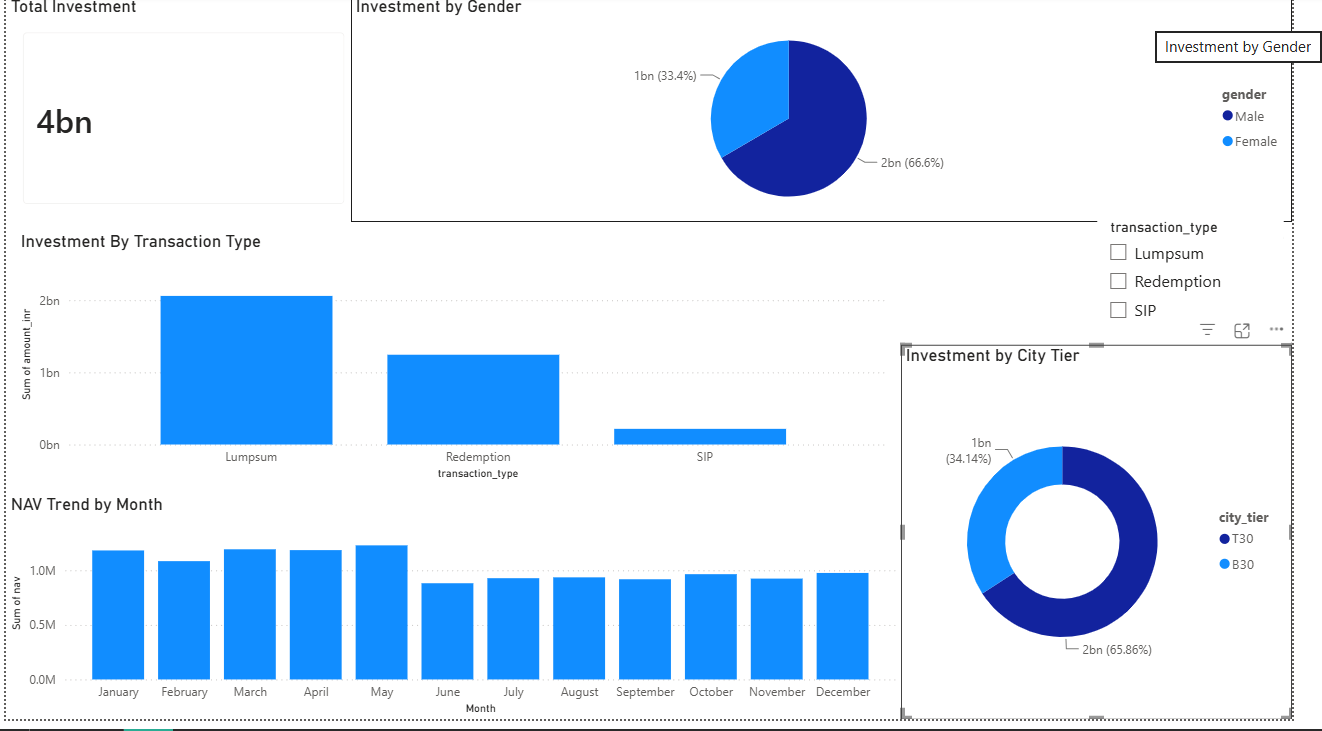 Total Investment
4bn
Investment by Gender
1bn (33.4%)
2bn (66.6%)
Investment by Gender
gender
Male
Female
Investment By Transaction Type
Sum of amount_inr
2bn
1bn
0bn
Lumpsum
Redemption
SIP
transaction_type
transaction_type
Lumpsum
Redemption
SIP
NAV Trend by Month
Sum of nav
1.0M
0.5M
0.0M
January
February
March
April
May
June
July
August
September
October
November
December
Month
Investment by City Tier
1bn
(34.14%)
2bn (65.86%)
city_tier
T30
B30